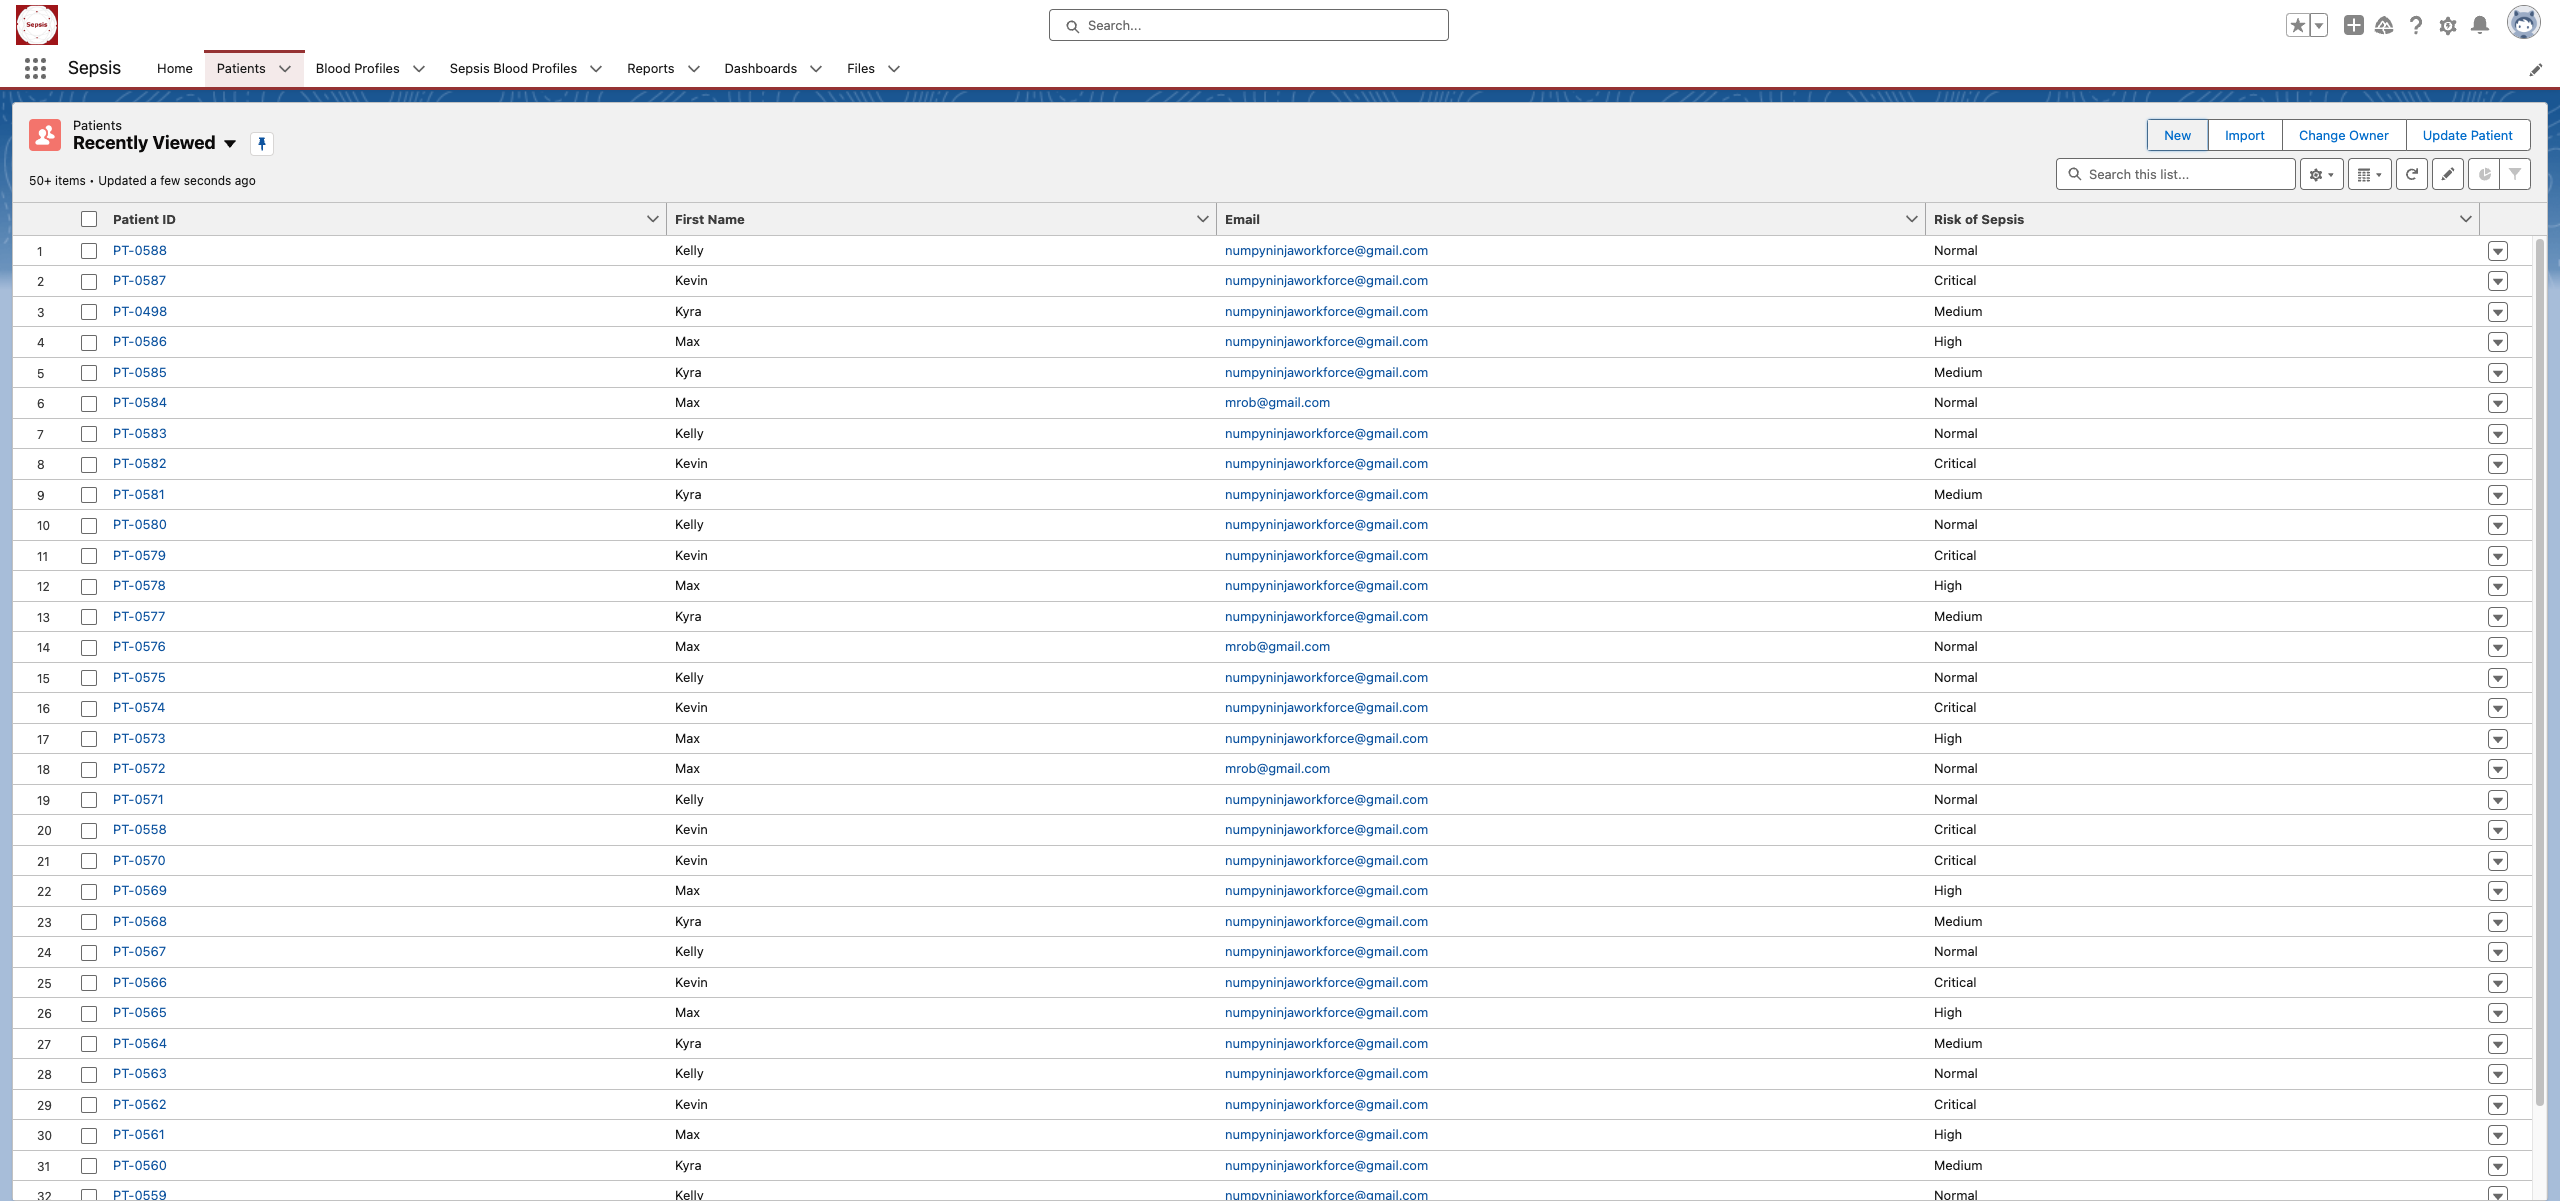 Sepsis
Search...
Sepsis Home Patients Blood Profiles Sepsis Blood Profiles Reports Dashboards Files
Patients
Recently Viewed
New Import Change Owner Update Patient
50+ items • Updated a few seconds ago
Search this list...
Patient ID First Name Email Risk of Sepsis
1 PT-0588 Kelly numpyninjaworkforce@gmail.com Normal
2 PT-0587 Kevin numpyninjaworkforce@gmail.com Critical
3 PT-0498 Kyra numpyninjaworkforce@gmail.com Medium
4 PT-0586 Max numpyninjaworkforce@gmail.com High
5 PT-0585 Kyra numpyninjaworkforce@gmail.com Medium
6 PT-0584 Max mrob@gmail.com Normal
7 PT-0583 Kelly numpyninjaworkforce@gmail.com Normal
8 PT-0582 Kevin numpyninjaworkforce@gmail.com Critical
9 PT-0581 Kyra numpyninjaworkforce@gmail.com Medium
10 PT-0580 Kelly numpyninjaworkforce@gmail.com Normal
11 PT-0579 Kevin numpyninjaworkforce@gmail.com Critical
12 PT-0578 Max numpyninjaworkforce@gmail.com High
13 PT-0577 Kyra numpyninjaworkforce@gmail.com Medium
14 PT-0576 Max mrob@gmail.com Normal
15 PT-0575 Kelly numpyninjaworkforce@gmail.com Normal
16 PT-0574 Kevin numpyninjaworkforce@gmail.com Critical
17 PT-0573 Max numpyninjaworkforce@gmail.com High
18 PT-0572 Max mrob@gmail.com Normal
19 PT-0571 Kelly numpyninjaworkforce@gmail.com Normal
20 PT-0558 Kevin numpyninjaworkforce@gmail.com Critical
21 PT-0570 Kevin numpyninjaworkforce@gmail.com Critical
22 PT-0569 Max numpyninjaworkforce@gmail.com High
23 PT-0568 Kyra numpyninjaworkforce@gmail.com Medium
24 PT-0567 Kelly numpyninjaworkforce@gmail.com Normal
25 PT-0566 Kevin numpyninjaworkforce@gmail.com Critical
26 PT-0565 Max numpyninjaworkforce@gmail.com High
27 PT-0564 Kyra numpyninjaworkforce@gmail.com Medium
28 PT-0563 Kelly numpyninjaworkforce@gmail.com Normal
29 PT-0562 Kevin numpyninjaworkforce@gmail.com Critical
30 PT-0561 Max numpyninjaworkforce@gmail.com High
31 PT-0560 Kyra numpyninjaworkforce@gmail.com Medium
32 PT-0559 Kelly numpyninjaworkforce@gmail.com Normal